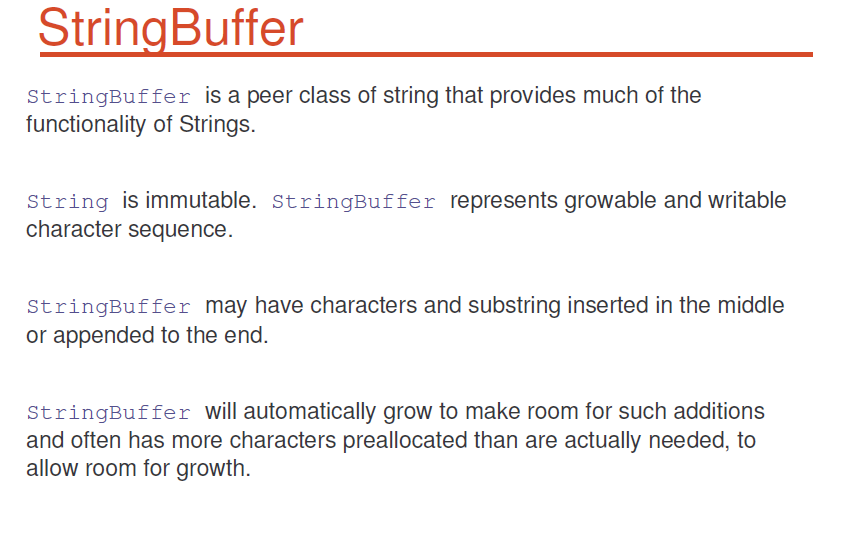 StringBuffer
StringBuffer is a peer class of string that provides much of the
functionality of Strings.
String is immutable. StringBuffer represents growable and writable
character sequence.
StringBuffer may have characters and substring inserted in the middle
or appended to the end.
StringBuffer will automatically grow to make room for such additions
and often has more characters preallocated than are actually needed, to
allow room for growth.